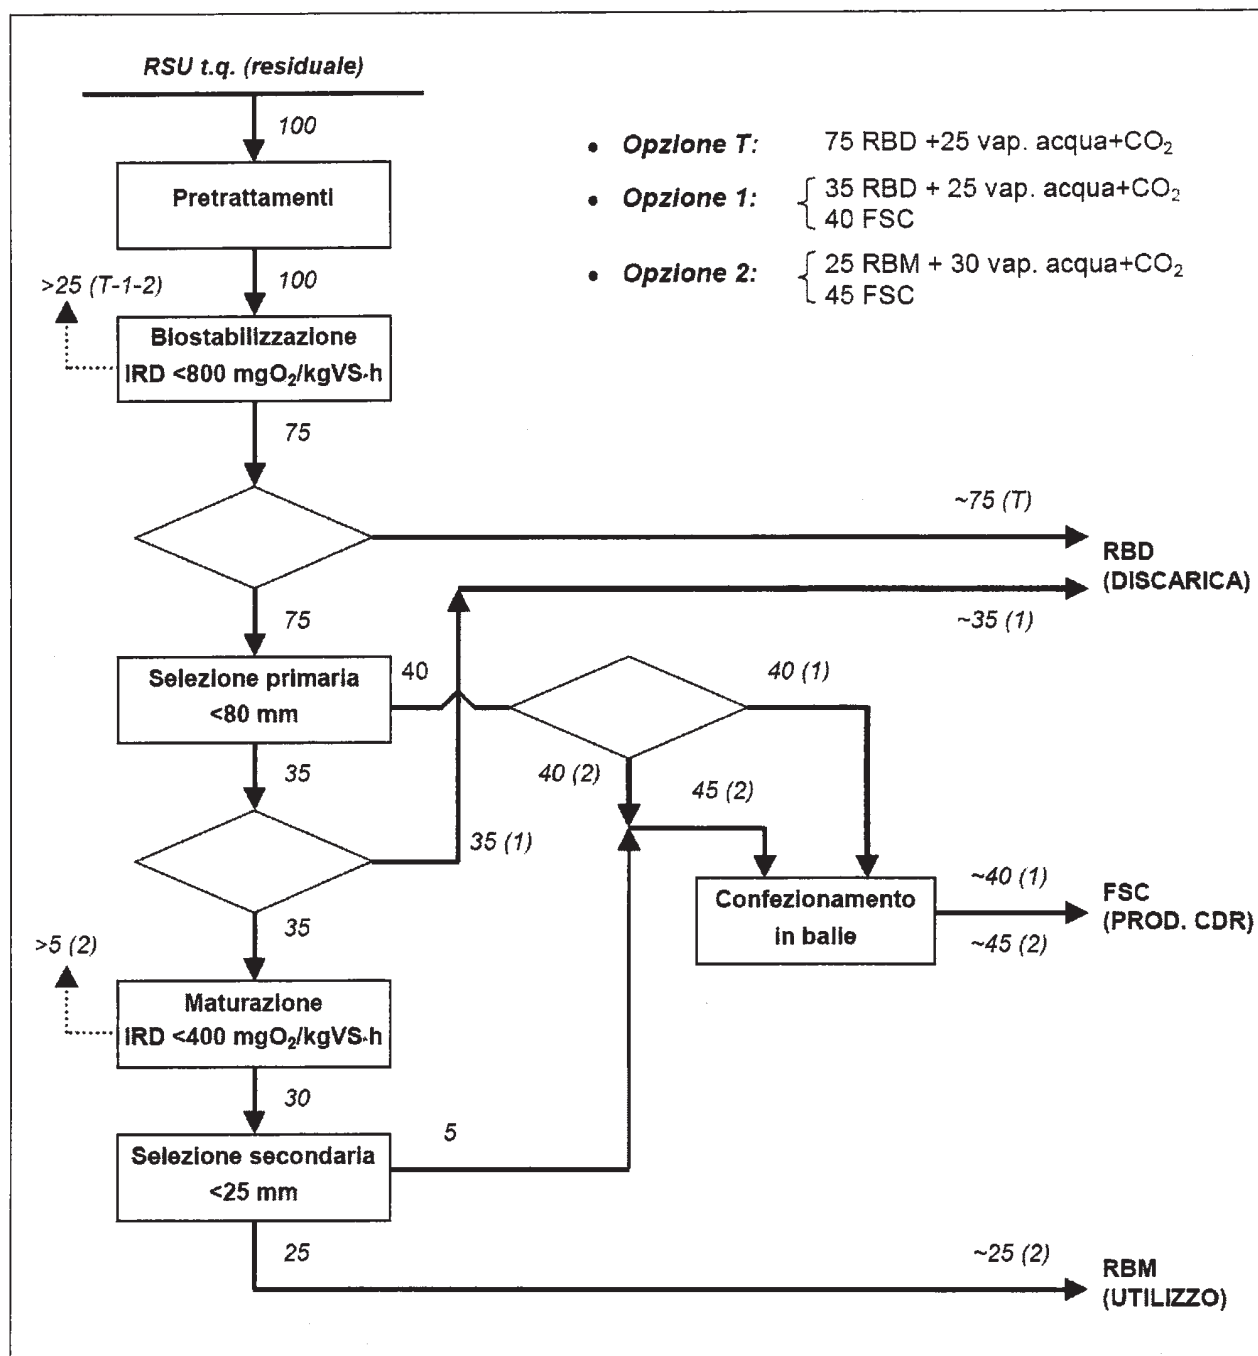 RSU t.q. (residuale)
100
• Opzione T: 75 RBD +25 vap. acqua+CO₂
• Opzione 1: 35 RBD + 25 vap. acqua+CO₂
40 FSC
• Opzione 2: 25 RBM + 30 vap. acqua+CO₂
45 FSC
Pretrattamenti
100
>25 (T-1-2)
Biostabilizzazione
IRD <800 mgO₂/kgVS·h
75
~75 (T)
RBD
(DISCARICA)
~35 (1)
75
Selezione primaria
<80 mm
40
40 (1)
40 (2)
45 (2)
35
35 (1)
Confezionamento
in balle
~40 (1)
~45 (2)
FSC
(PROD. CDR)
35
>5 (2)
Maturazione
IRD <400 mgO₂/kgVS·h
30
Selezione secondaria
<25 mm
5
25
~25 (2)
RBM
(UTILIZZO)